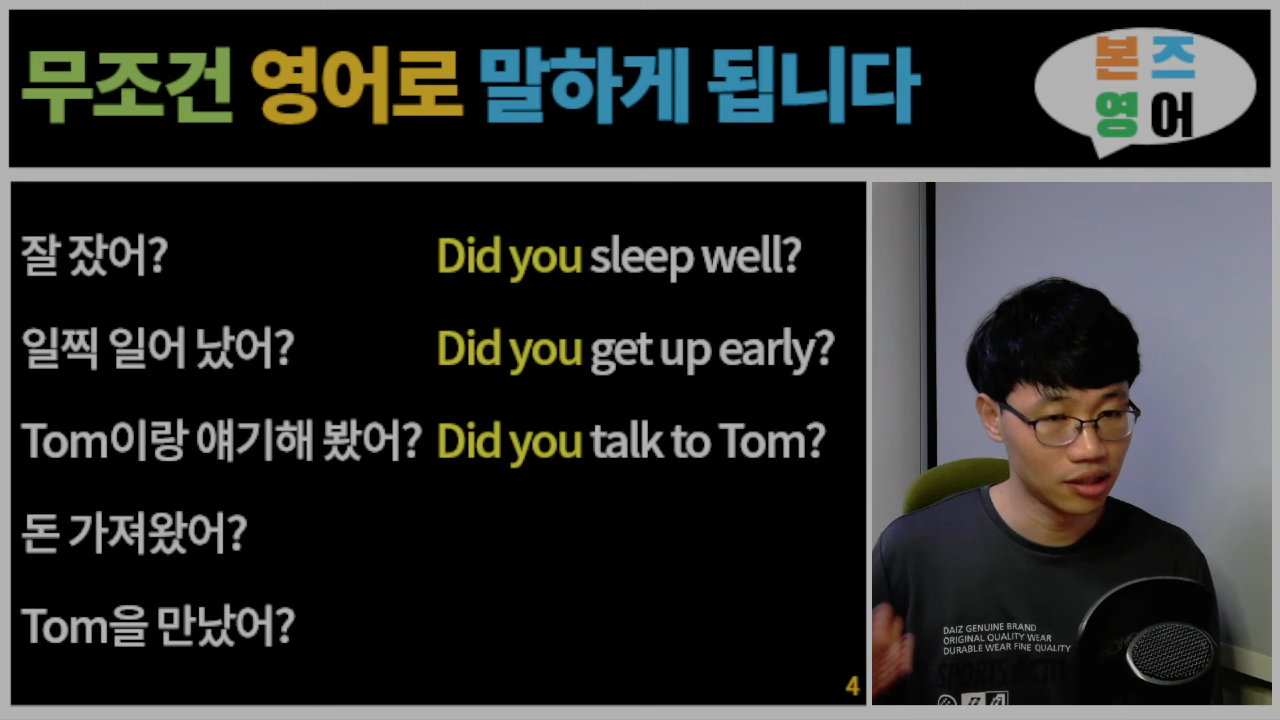 무조건 영어로 말하게 됩니다
본즈
영어
잘 잤어? Did you sleep well?
일찍 일어 났어? Did you get up early?
Tom이랑 얘기해 봤어? Did you talk to Tom?
돈 가져왔어?
Tom을 만났어?
4
DAIZ GENUINE BRAND
ORIGINAL QUALITY WEAR
DURABLE WEAR FINE QUALITY
SPORTS